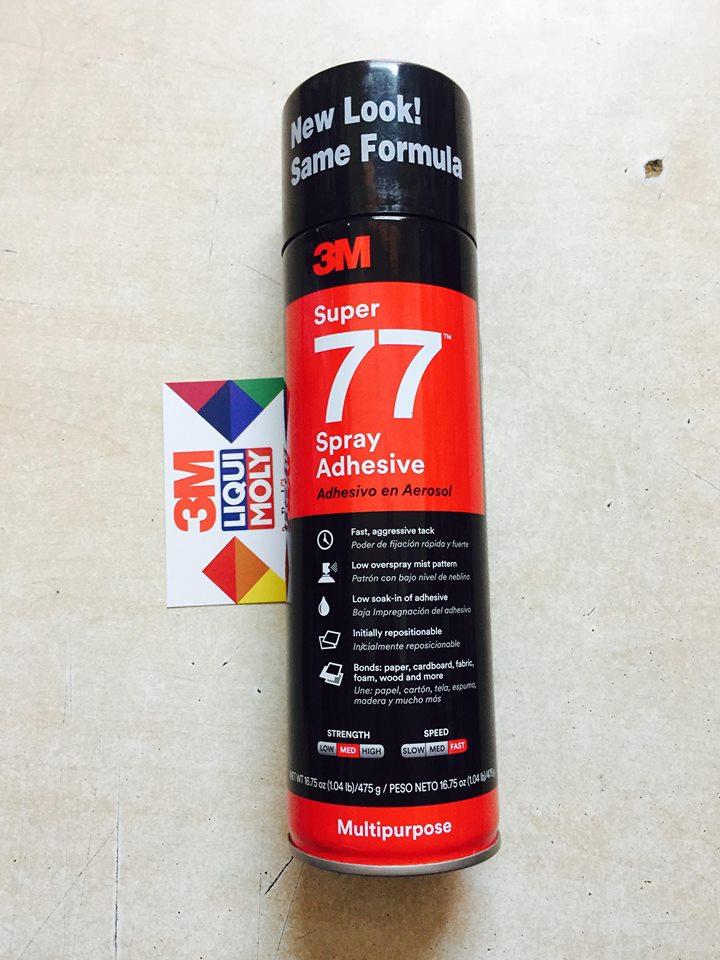 New Look!
Same Formula
3M
Super
77™
Spray
Adhesive
Adhesivo en Aerosol
Fast, aggressive tack
Poder de fijación rápida y fuerte
Low overspray mist pattern
Patrón con bajo nivel de neblina
Low soak-in of adhesive
Baja Impregnación del adhesivo
Initially repositionable
Inicialmente reposicionable
Bonds: paper, cardboard, fabric,
foam, wood and more
Une: papel, cartón, tela, espuma,
madera y mucho más
STRENGTH
LOW MED HIGH
SPEED
SLOW MED FAST
NET WT 16.75 oz (1.04 lb)/475 g / PESO NETO 16.75 oz (1.04 lb)/475g
Multipurpose
3M
LIQUI
MOLY